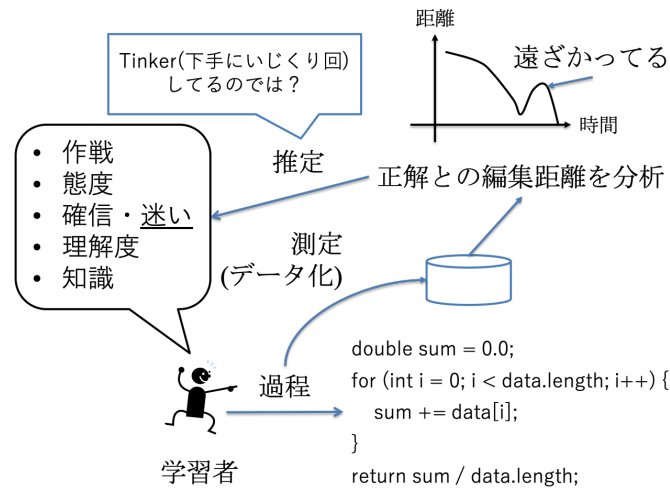 距離
遠ざかってる
時間
Tinker(下手にいじくり回)
してるのでは？
推定
正解との編集距離を分析
• 作戦
• 態度
• 確信・迷い
• 理解度
• 知識
測定
(データ化)
過程
学習者
double sum = 0.0;
for (int i = 0; i < data.length; i++) {
sum += data[i];
}
return sum / data.length;